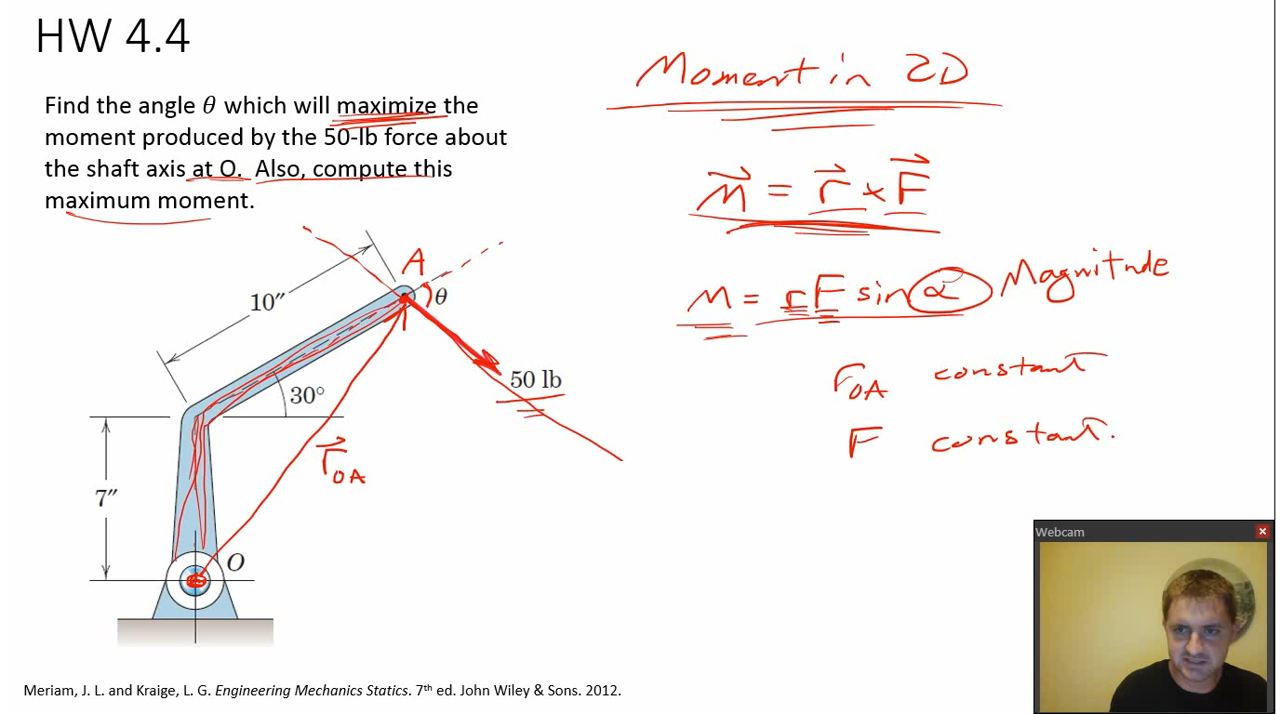 HW 4.4
Find the angle θ which will maximize the
moment produced by the 50-lb force about
the shaft axis at O. Also, compute this
maximum moment.
Moment in 2D
M⃗ = r⃗ × F⃗
M = rF sin α Magnitude
r_OA constant
F constant.
A
10″
θ
50 lb
30°
r⃗_OA
7″
O
Webcam
Meriam, J. L. and Kraige, L. G. Engineering Mechanics Statics. 7th ed. John Wiley & Sons. 2012.